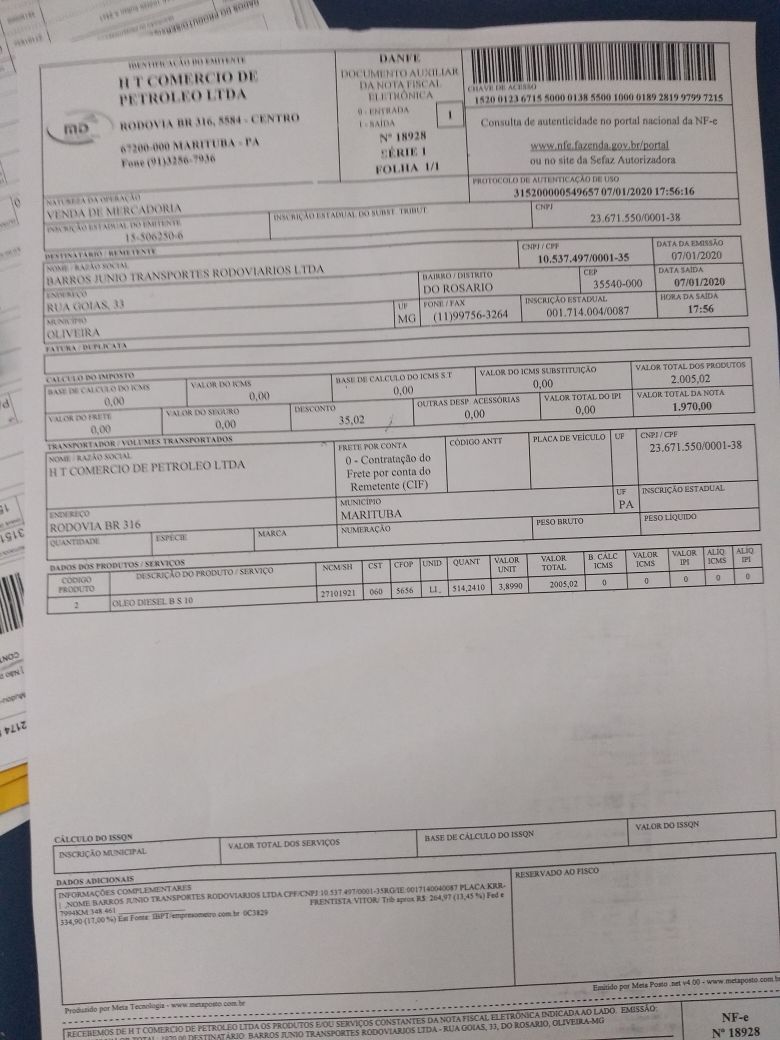 IDENTIFICAÇÃO DO EMITENTE
H T COMERCIO DE
PETROLEO LTDA
RODOVIA BR 316, 5584 - CENTRO
67200-000 MARITUBA - PA
Fone (91)3256-7936
DANFE
DOCUMENTO AUXILIAR
DA NOTA FISCAL
ELETRÔNICA
0 - ENTRADA
1 - SAÍDA
1
Nº 18928
SÉRIE 1
FOLHA 1/1
CHAVE DE ACESSO
1520 0123 6715 5000 0138 5500 1000 0189 2819 9799 7215
Consulta de autenticidade no portal nacional da NF-e
www.nfe.fazenda.gov.br/portal
ou no site da Sefaz Autorizadora
PROTOCOLO DE AUTENTICAÇÃO DE USO
315200000549657 07/01/2020 17:56:16
NATUREZA DA OPERAÇÃO
VENDA DE MERCADORIA
INSCRIÇÃO ESTADUAL DO EMITENTE
15-506250-6
INSCRIÇÃO ESTADUAL DO SUBST. TRIBUT.
CNPJ
23.671.550/0001-38
DESTINATÁRIO / REMETENTE
NOME / RAZÃO SOCIAL
BARROS JUNIO TRANSPORTES RODOVIARIOS LTDA
CNPJ / CPF
10.537.497/0001-35
DATA DA EMISSÃO
07/01/2020
ENDEREÇO
RUA GOIAS, 33
BAIRRO / DISTRITO
DO ROSARIO
CEP
35540-000
DATA SAÍDA
07/01/2020
MUNICÍPIO
OLIVEIRA
UF
MG
FONE / FAX
(11)99756-3264
INSCRIÇÃO ESTADUAL
001.714.004/0087
HORA DA SAÍDA
17:56
FATURA / DUPLICATA
CALCULO DO IMPOSTO
BASE DE CALCULO DO ICMS
0,00
VALOR DO ICMS
0,00
BASE DE CALCULO DO ICMS S.T
0,00
VALOR DO ICMS SUBSTITUIÇÃO
0,00
VALOR TOTAL DOS PRODUTOS
2.005,02
VALOR DO FRETE
0,00
VALOR DO SEGURO
0,00
DESCONTO
35,02
OUTRAS DESP. ACESSÓRIAS
0,00
VALOR TOTAL DO IPI
0,00
VALOR TOTAL DA NOTA
1.970,00
TRANSPORTADOR / VOLUMES TRANSPORTADOS
NOME / RAZÃO SOCIAL
H T COMERCIO DE PETROLEO LTDA
FRETE POR CONTA
0 - Contratação do
Frete por conta do
Remetente (CIF)
CÓDIGO ANTT
PLACA DE VEÍCULO
UF
CNPJ / CPF
23.671.550/0001-38
ENDEREÇO
RODOVIA BR 316
MUNICÍPIO
MARITUBA
UF
PA
INSCRIÇÃO ESTADUAL
QUANTIDADE
ESPÉCIE
MARCA
NUMERAÇÃO
PESO BRUTO
PESO LÍQUIDO
DADOS DOS PRODUTOS / SERVIÇOS
CÓDIGO PRODUTO DESCRIÇÃO DO PRODUTO / SERVIÇO NCM/SH CST CFOP UNID QUANT VALOR UNIT VALOR TOTAL B. CÁLC ICMS VALOR ICMS VALOR IPI ALÍQ ICMS ALÍQ IPI
2 OLEO DIESEL B S 10 27101921 060 5656 LI. 514,2410 3,8990 2005,02 0 0 0 0 0
CÁLCULO DO ISSQN
INSCRIÇÃO MUNICIPAL
VALOR TOTAL DOS SERVIÇOS
BASE DE CÁLCULO DO ISSQN
VALOR DO ISSQN
DADOS ADICIONAIS
INFORMAÇÕES COMPLEMENTARES
NOME BARROS JUNIO TRANSPORTES RODOVIARIOS LTDA CPF/CNPJ 10.537.497/0001-35RG/IE:0017140040087 PLACA:KRR-
7994KM:348.461 FRENTISTA VITOR/ Trib aprox R$: 264,97 (13,45 %) Fed e
334,90 (17,00 %) Est Fonte: IBPT/empresometro.com.br 0C3829
RESERVADO AO FISCO
Produzido por Meta Tecnologia - www.metaposto.com.br
Emitido por Meta Posto .net v4.00 - www.metaposto.com.br
RECEBEMOS DE H T COMERCIO DE PETROLEO LTDA OS PRODUTOS E/OU SERVIÇOS CONSTANTES DA NOTA FISCAL ELETRÔNICA INDICADA AO LADO. EMISSÃO:
TOTAL: 1970,00 DESTINATÁRIO: BARROS JUNIO TRANSPORTES RODOVIARIOS LTDA - RUA GOIAS, 33, DO ROSARIO, OLIVEIRA-MG
NF-e
Nº 18928